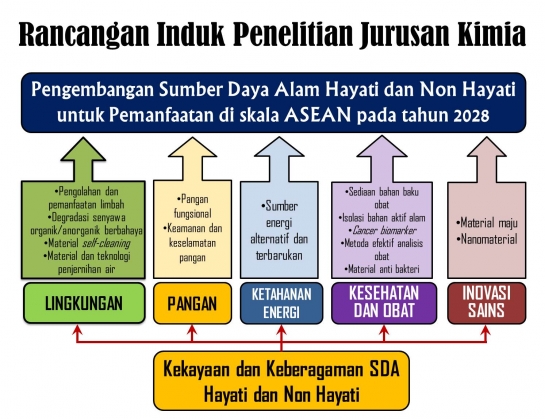 Rancangan Induk Penelitian Jurusan Kimia
Pengembangan Sumber Daya Alam Hayati dan Non Hayati
untuk Pemanfaatan di skala ASEAN pada tahun 2028
•Pengolahan dan
pemanfaatan limbah
•Degradasi senyawa
organik/anorganik berbahaya
•Material self-cleaning
•Material dan teknologi
penjernihan air
•Pangan
fungsional
•Keamanan dan
keselamatan
pangan
•Sumber
energi
alternatif dan
terbarukan
•Sediaan bahan baku
obat
•Isolasi bahan aktif alam
•Cancer biomarker
•Metoda efektif analisis
obat
•Material anti bakteri
•Material maju
•Nanomaterial
LINGKUNGAN
PANGAN
KETAHANAN
ENERGI
KESEHATAN
DAN OBAT
INOVASI
SAINS
Kekayaan dan Keberagaman SDA
Hayati dan Non Hayati